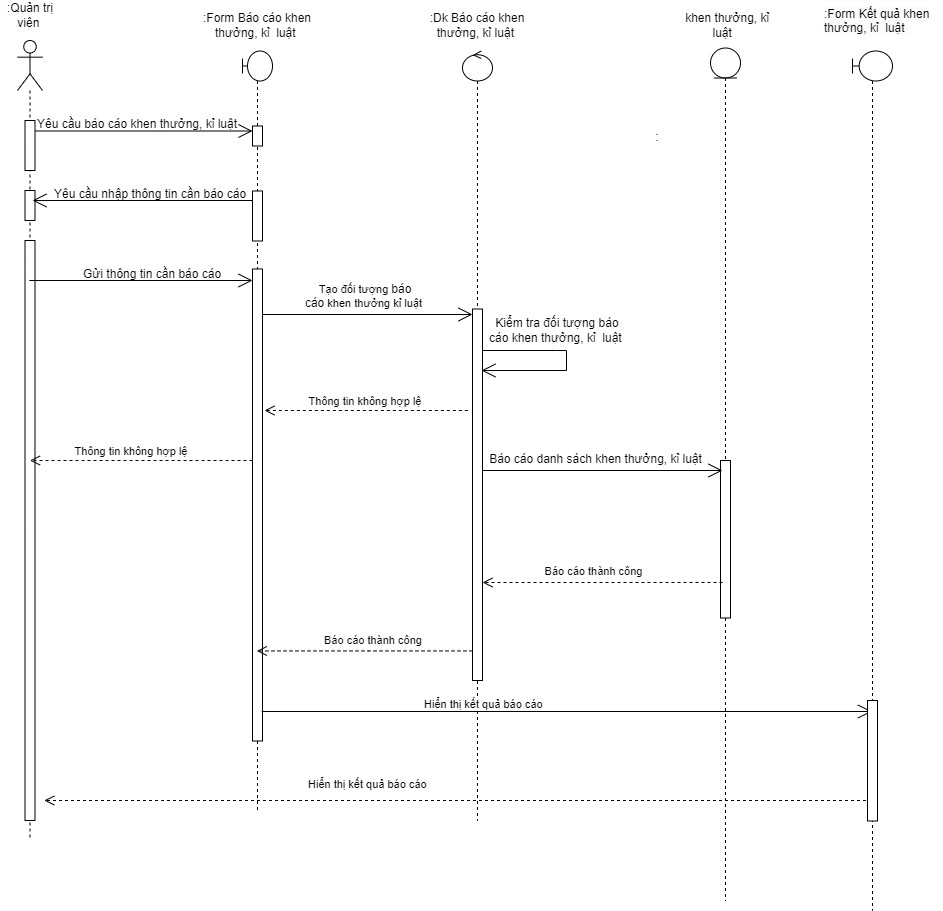 :Quản trị
viên
:Form Báo cáo khen
thưởng, kỉ luật
:Dk Báo cáo khen
thưởng, kỉ luật
khen thưởng, kỉ
luật
:Form Kết quả khen
thưởng, kỉ luật
Yêu cầu báo cáo khen thưởng, kỉ luật
:
Yêu cầu nhập thông tin cần báo cáo
Gửi thông tin cần báo cáo
Tạo đối tượng báo
cáo khen thưởng kỉ luật
Kiểm tra đối tượng báo
cáo khen thưởng, kỉ luật
Thông tin không hợp lệ
Thông tin không hợp lệ
Báo cáo danh sách khen thưởng, kỉ luật
Báo cáo thành công
Báo cáo thành công
Hiển thị kết quả báo cáo
Hiển thị kết quả báo cáo